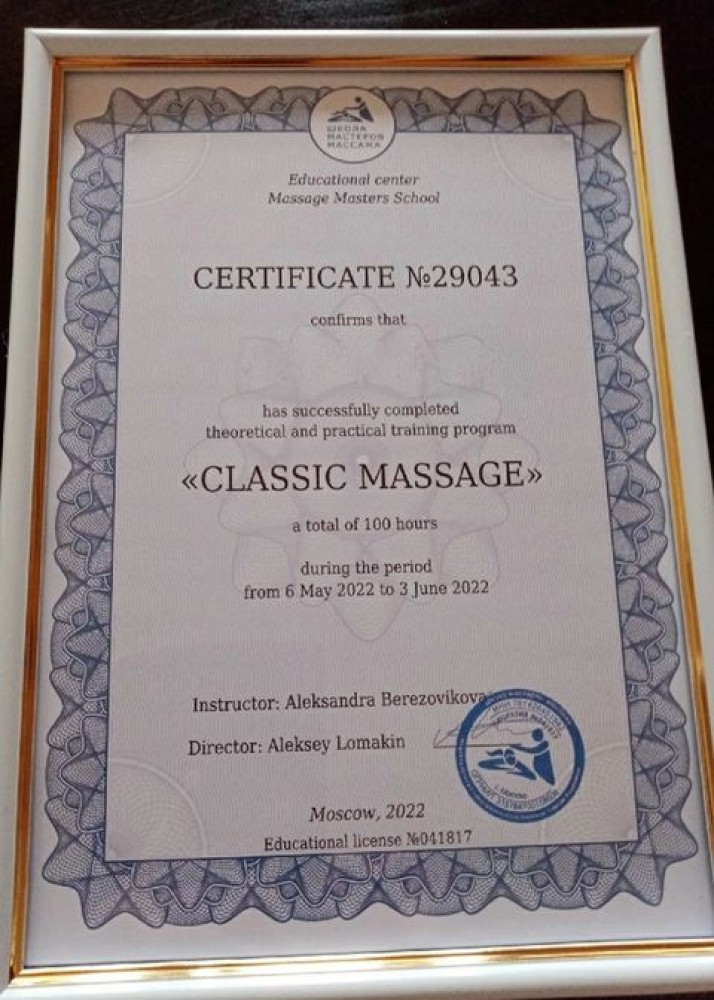 ШКОЛА
МАСТЕРОВ
МАССАЖА
Educational center
Massage Masters School
CERTIFICATE №29043
confirms that
has successfully completed
theoretical and practical training program
«CLASSIC MASSAGE»
a total of 100 hours
during the period
from 6 May 2022 to 3 June 2022
Instructor: Aleksandra Berezovikova
Director: Aleksey Lomakin
г. Москва
Moscow, 2022
Educational license №041817